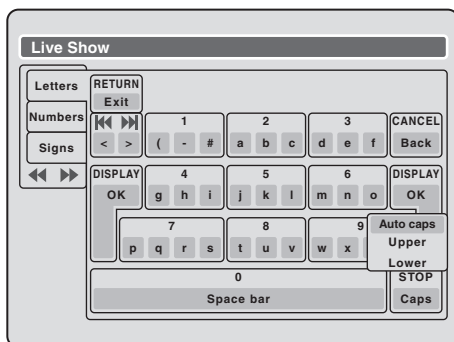 Live Show
Letters
Numbers
Signs
RETURN
Exit
< >
1
( - #
2
a b c
3
d e f
CANCEL
Back
DISPLAY
OK
4
g h i
5
j k l
6
m n o
DISPLAY
OK
7
p q r s
8
t u v
9
w x
Auto caps
Upper
Lower
0
Space bar
STOP
Caps